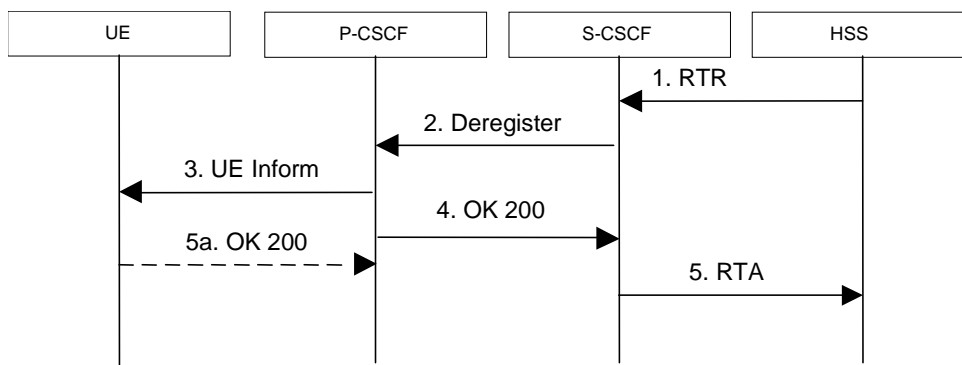 UE
P-CSCF
S-CSCF
HSS
1. RTR
2. Deregister
3. UE Inform
4. OK 200
5a. OK 200
5. RTA